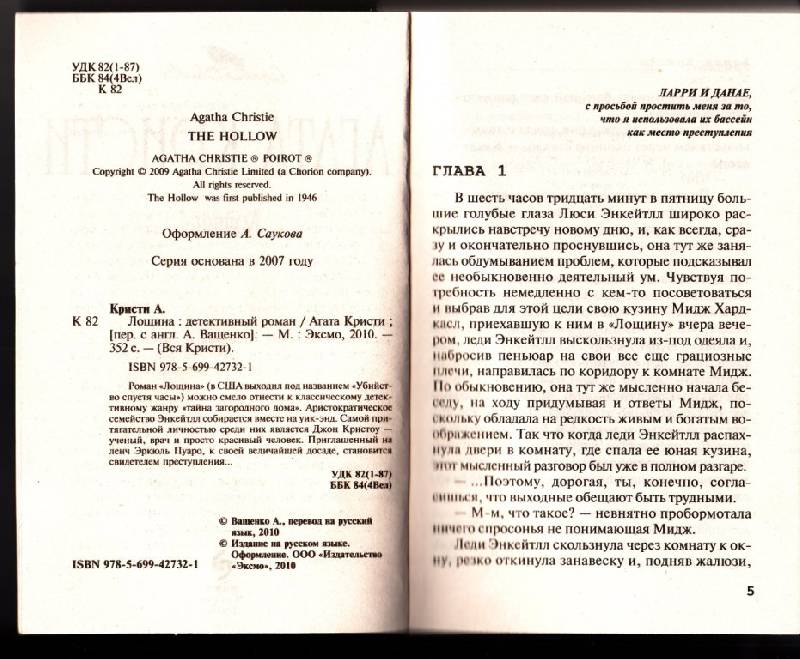 УДК 82(1-87)
ББК 84(4Вел)
К 82
Agatha Christie
THE HOLLOW
AGATHA CHRISTIE ® POIROT ®
Copyright © 2009 Agatha Christie Limited (a Chorion company).
All rights reserved.
The Hollow was first published in 1946
Оформление А. Саукова
Серия основана в 2007 году
Кристи А.
К 82 Лощина : детективный роман / Агата Кристи ;
[пер. с англ. А. Ващенко]. — М. : Эксмо, 2010. —
352 с. — (Вся Кристи).
ISBN 978-5-699-42732-1
Роман «Лощина» (в США выходил под названием «Убийст-
во спустя часы») можно смело отнести к классическому детек-
тивному жанру «тайна загородного дома». Аристократическое
семейство Энкейтлл собирается вместе на уик-энд. Самой при-
тягательной личностью среди них является Джон Кристоу —
ученый, врач и просто красивый человек. Приглашенный на
ленч Эркюль Пуаро, к своей величайшей досаде, становится
свидетелем преступления...
УДК 82(1-87)
ББК 84(4Вел)
© Ващенко А., перевод на русский
язык, 2010
© Издание на русском языке.
Оформление. ООО «Издательство
«Эксмо», 2010
ISBN 978-5-699-42732-1
ЛАРРИ И ДАНАЕ,
с просьбой простить меня за то,
что я использовала их бассейн
как место преступления
ГЛАВА 1
В шесть часов тридцать минут в пятницу боль-
шие голубые глаза Люси Энкейтлл широко рас-
крылись навстречу новому дню, и, как всегда, сра-
зу и окончательно проснувшись, она тут же заня-
лась обдумыванием проблем, которые подсказывал
ее необыкновенно деятельный ум. Чувствуя по-
требность немедленно с кем-то посоветоваться
и выбрав для этой цели свою кузину Мидж Хард-
касл, приехавшую к ним в «Лощину» вчера вече-
ром, леди Энкейтлл выскользнула из-под одеяла и,
набросив пеньюар на свои все еще грациозные
плечи, направилась по коридору к комнате Мидж.
По обыкновению, она тут же мысленно начала бе-
седу, на ходу придумывая и ответы Мидж, по-
скольку обладала на редкость живым и богатым во-
ображением. Так что когда леди Энкейтлл распах-
нула двери в комнату, где спала ее юная кузина,
этот мысленный разговор был уже в полном разгаре.
— ...Поэтому, дорогая, ты, конечно, согла-
сишься, что выходные обещают быть трудными.
— М-м, что такое? — невнятно пробормотала
ничего спросонья не понимающая Мидж.
Леди Энкейтлл скользнула через комнату к ок-
ну, резко откинула занавеску и, подняв жалюзи,
5